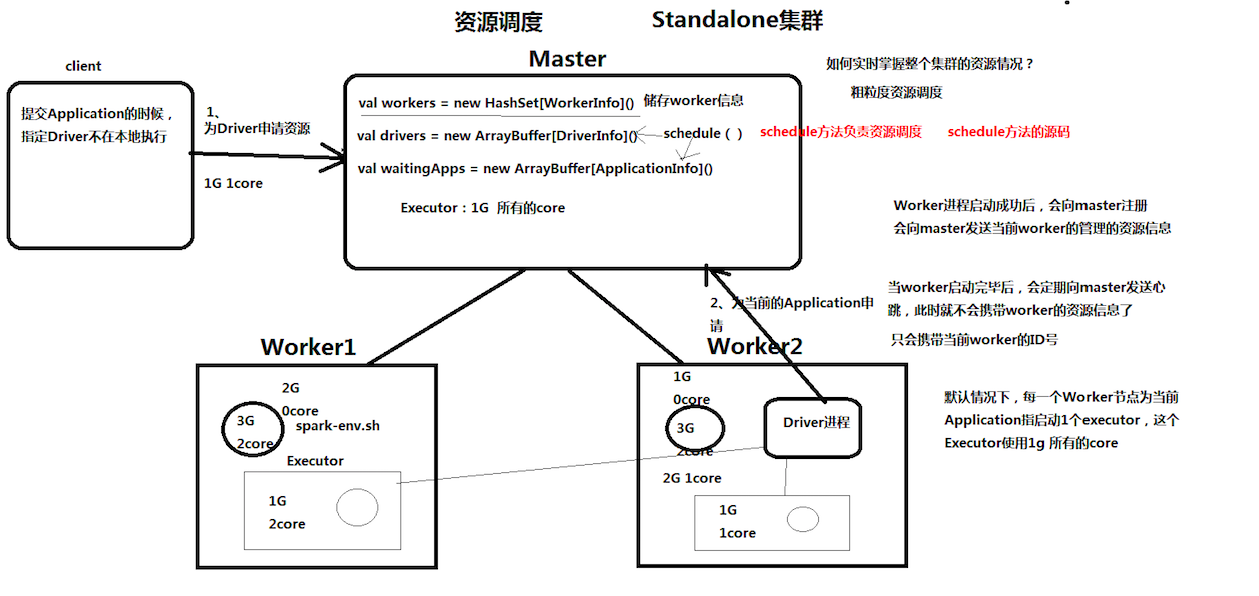 资源调度
Standalone集群
Master
client
提交Application的时候，
指定Driver不在本地执行
1、
为Driver申请资源
1G 1core
val workers = new HashSet[WorkerInfo]()
储存worker信息
val drivers = new ArrayBuffer[DriverInfo]()
schedule（ ）
val waitingApps = new ArrayBuffer[ApplicationInfo]()
Executor：1G 所有的core
如何实时掌握整个集群的资源情况？
粗粒度资源调度
schedule方法负责资源调度
schedule方法的源码
Worker进程启动成功后，会向master注册
会向master发送当前worker的管理的资源信息
当worker启动完毕后，会定期向master发送心
跳，此时就不会携带worker的资源信息了
只会携带当前worker的ID号
2、为当前的Application申
请
Worker1
2G
0core
3G
2core
spark-env.sh
Executor
1G
2core
Worker2
1G
0core
3G
2core
Driver进程
2G 1core
1G
1core
默认情况下，每一个Worker节点为当前
Application指启动1个executor，这个
Executor使用1g 所有的core